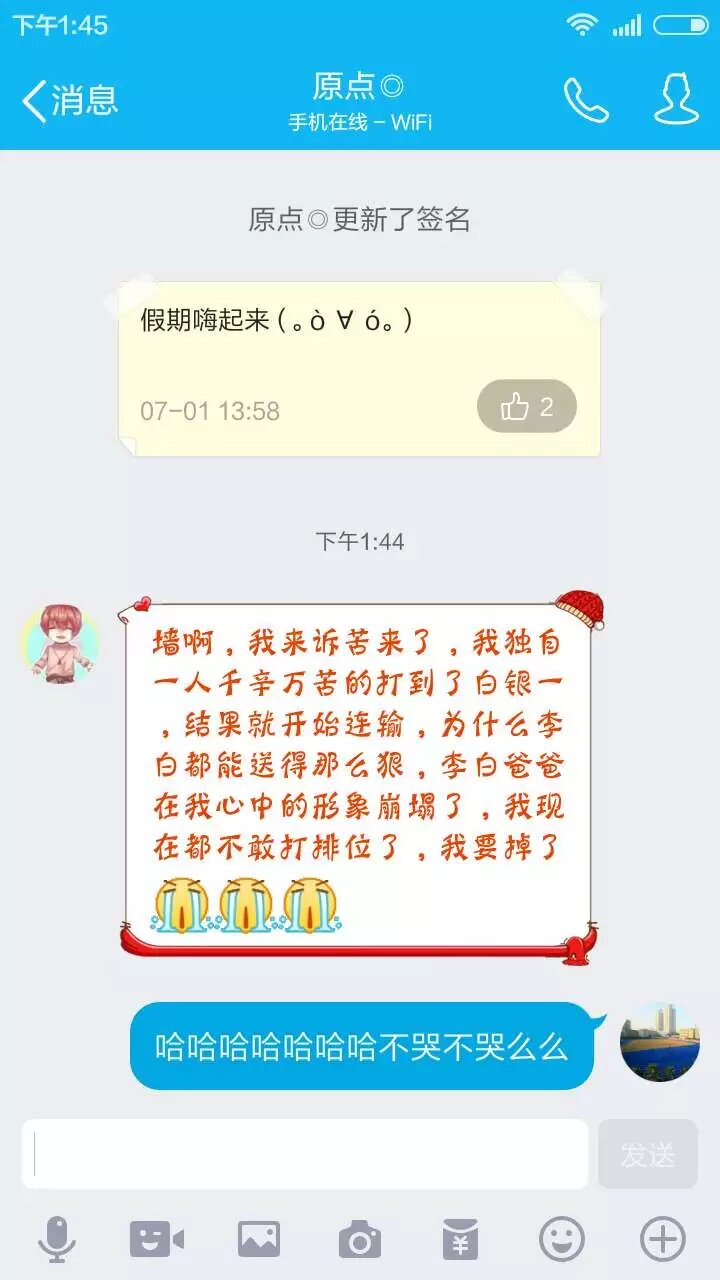 下午1:45
消息
原点◎
手机在线 – WiFi
原点◎更新了签名
假期嗨起来 ( 。ò ∀ ó。)
07-01 13:58
2
下午1:44
墙啊，我来诉苦来了，我独自
一人千辛万苦的打到了白银一
，结果就开始连输，为什么李
白都能送得那么狠，李白爸爸
在我心中的形象崩塌了，我现
在都不敢打排位了，我要掉了
哈哈哈哈哈哈哈不哭不哭么么
发送